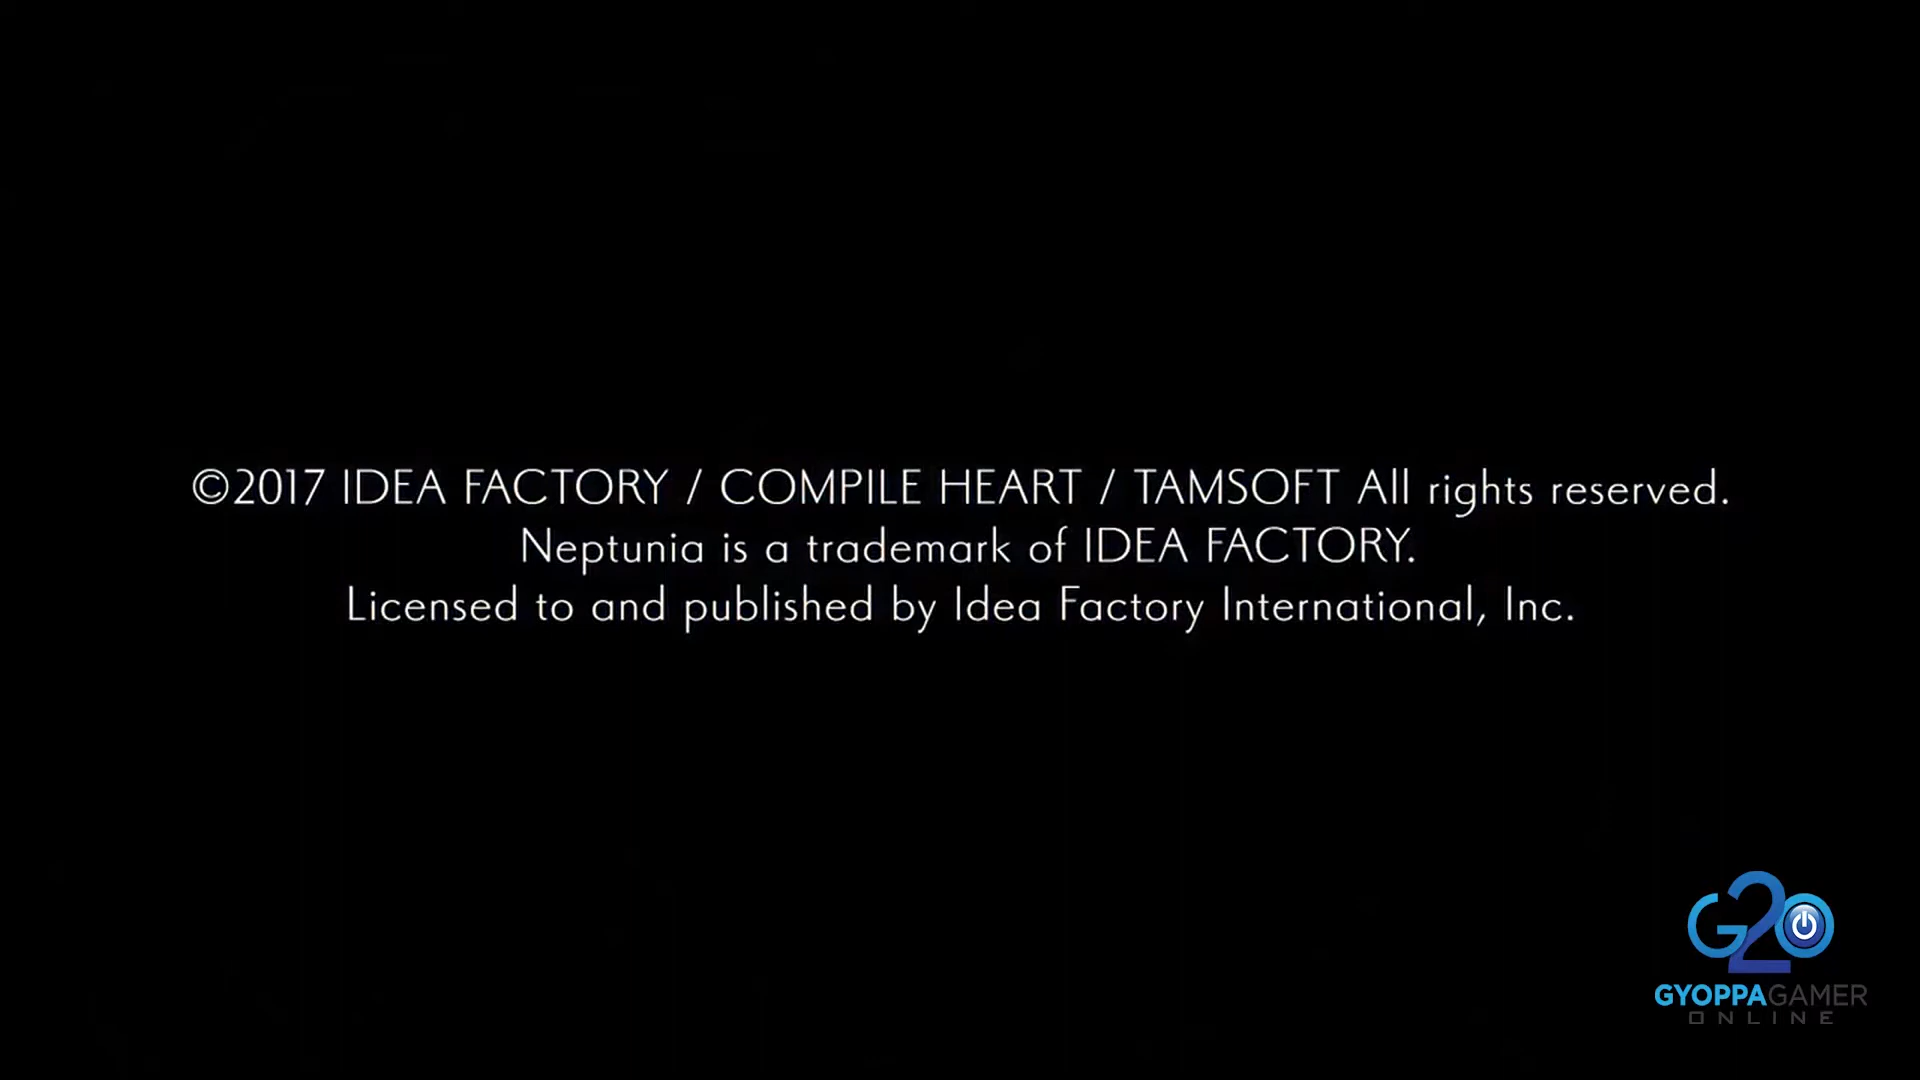 ©2017 IDEA FACTORY / COMPILE HEART / TAMSOFT All rights reserved.
Neptunia is a trademark of IDEA FACTORY.
Licensed to and published by Idea Factory International, Inc.
G2O
GYOPPAGAMER
ONLINE